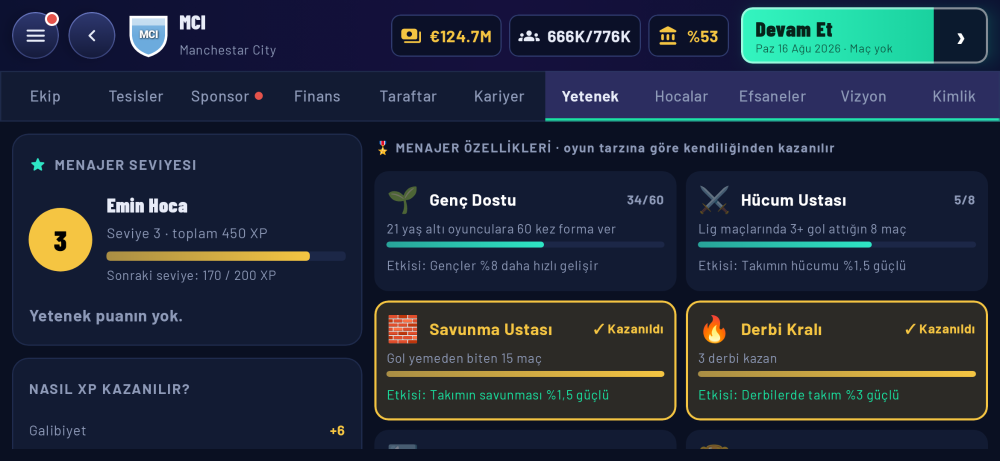 MCI
MCI
Manchestar City
€124.7M
666K/776K
%53
Devam Et
Paz 16 Ağu 2026 · Maç yok
Ekip
Tesisler
Sponsor
Finans
Taraftar
Kariyer
Yetenek
Hocalar
Efsaneler
Vizyon
Kimlik
MENAJER SEVIYESI
3
Emin Hoca
Seviye 3 · toplam 450 XP
Sonraki seviye: 170 / 200 XP
Yetenek puanın yok.
NASIL XP KAZANILIR?
Galibiyet +6
MENAJER ÖZELLİKLERİ · oyun tarzına göre kendiliğinden kazanılır
Genç Dostu 34/60
21 yaş altı oyunculara 60 kez forma ver
Etkisi: Gençler %8 daha hızlı gelişir
Hücum Ustası 5/8
Lig maçlarında 3+ gol attığın 8 maç
Etkisi: Takımın hücumu %1,5 güçlü
Savunma Ustası ✓ Kazanıldı
Gol yemeden biten 15 maç
Etkisi: Takımın savunması %1,5 güçlü
Derbi Kralı ✓ Kazanıldı
3 derbi kazan
Etkisi: Derbilerde takım %3 güçlü